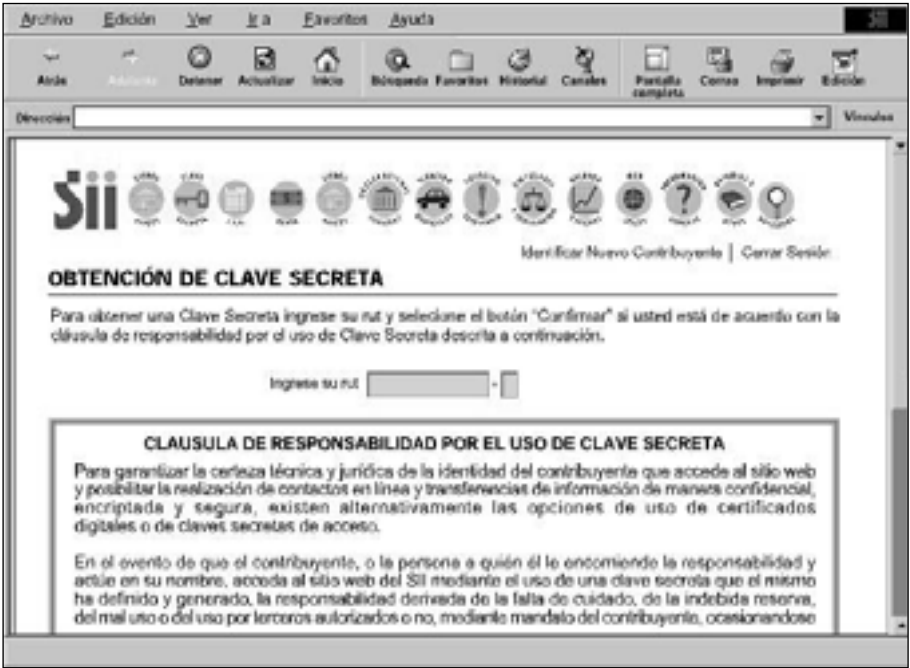 Archivo Edición Ver Ir a Favoritos Ayuda
SII
Atrás Adelante Detener Actualizar Inicio Búsqueda Favoritos Historial Canales Pantalla completa Correo Imprimir Edición
Dirección Vínculos
Sii
Identificar Nuevo Contribuyente | Cerrar Sesión
OBTENCIÓN DE CLAVE SECRETA
Para obtener una Clave Secreta ingrese su rut y selecione el botón "Confirmar" si usted está de acuerdo con la
cláusula de responsabilidad por el uso de Clave Secreta descrita a continuación.
Ingrese su rut -
CLAUSULA DE RESPONSABILIDAD POR EL USO DE CLAVE SECRETA
Para garantizar la certeza técnica y jurídica de la identidad del contribuyente que accede al sitio web
y posibilitar la realización de contactos en línea y transferencias de información de manera confidencial,
encriptada y segura, existen alternativamente las opciones de uso de certificados
digitales o de claves secretas de acceso.
En el evento de que el contribuyente, o la persona a quién él le encomiende la responsabilidad y
actúe en su nombre, acceda al sitio web del SII mediante el uso de una clave secreta que el mismo
ha definido y generado, la responsabilidad derivada de la falta de cuidado, de la indebida reserva,
del mal uso o del uso por terceros autorizados o no, mediante mandato del contribuyente, ocasionandose